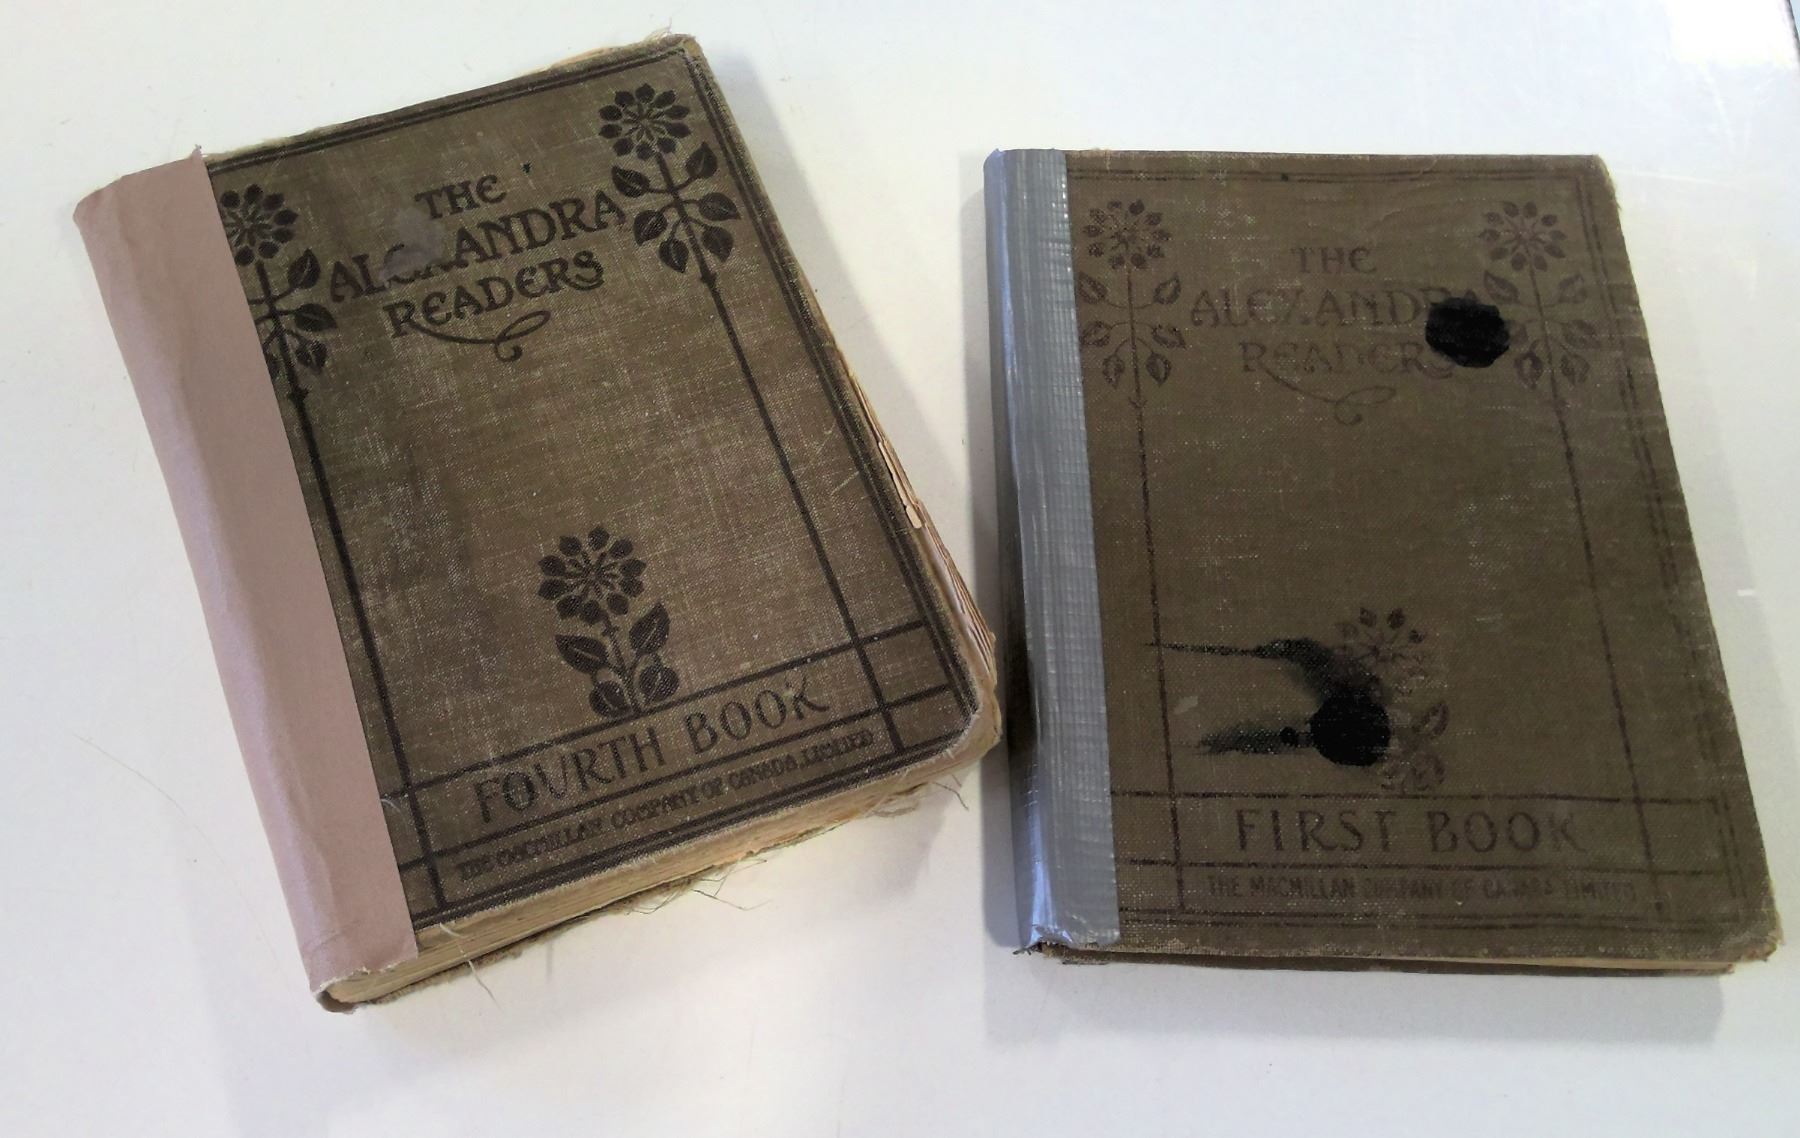 THE
ALEXANDRA
READERS
FOURTH BOOK
THE MACMILLAN COMPANY OF CANADA, LIMITED
THE
ALEXANDRA
READERS
FIRST BOOK
THE MACMILLAN COMPANY OF CANADA LIMITED